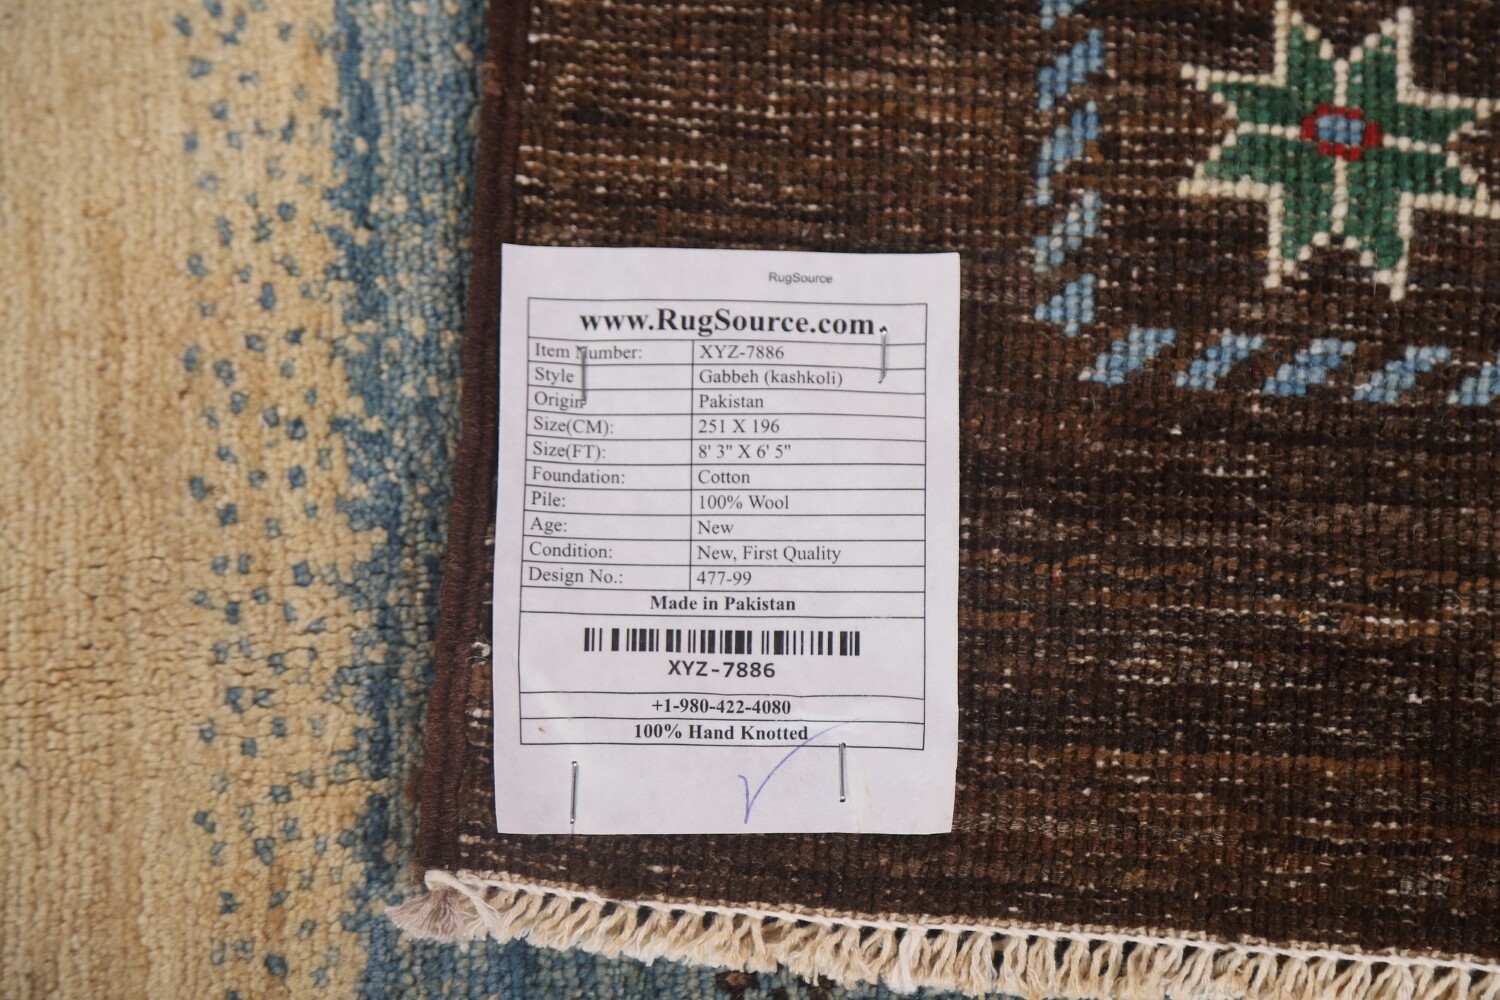 RugSource
www.RugSource.com
Item Number: XYZ-7886
Style Gabbeh (kashkoli)
Origin Pakistan
Size(CM): 251 X 196
Size(FT): 8' 3" X 6' 5"
Foundation: Cotton
Pile: 100% Wool
Age: New
Condition: New, First Quality
Design No.: 477-99
Made in Pakistan
XYZ-7886
+1-980-422-4080
100% Hand Knotted